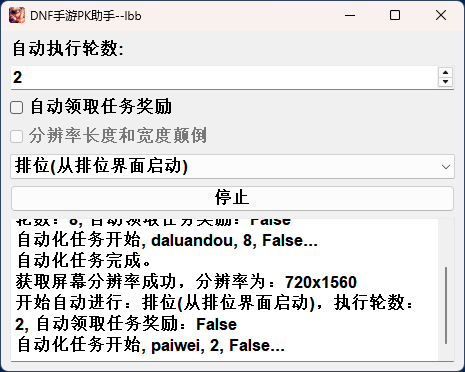 DNF手游PK助手--lbb
自动执行轮数:
2
自动领取任务奖励
分辨率长度和宽度颠倒
排位(从排位界面启动)
停止
轮数：8, 自动领取任务奖励：False
自动化任务开始, daluandou, 8, False...
自动化任务完成。
获取屏幕分辨率成功，分辨率为：720x1560
开始自动进行：排位(从排位界面启动)，执行轮数：
2, 自动领取任务奖励：False
自动化任务开始, paiwei, 2, False...